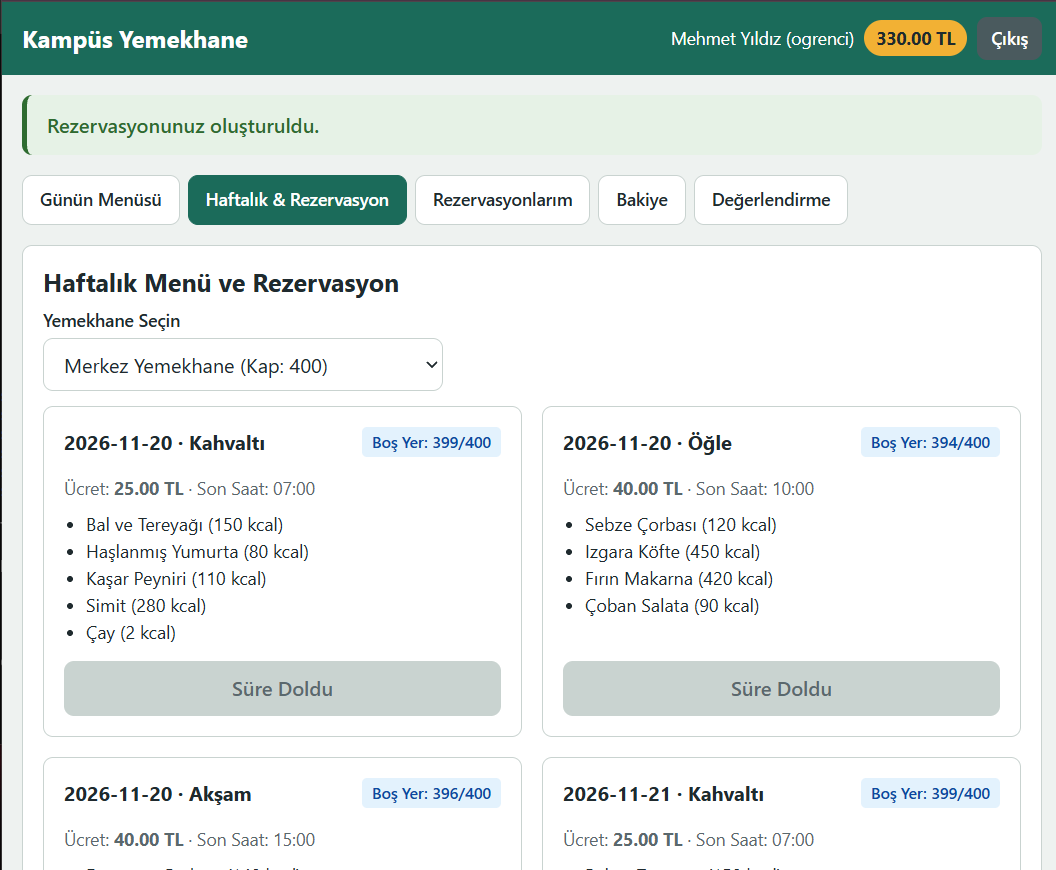 Kampüs Yemekhane
Mehmet Yıldız (ogrenci) 330.00 TL Çıkış
Rezervasyonunuz oluşturuldu.
Günün Menüsü Haftalık & Rezervasyon Rezervasyonlarım Bakiye Değerlendirme
Haftalık Menü ve Rezervasyon
Yemekhane Seçin
Merkez Yemekhane (Kap: 400)
2026-11-20 · Kahvaltı Boş Yer: 399/400
Ücret: 25.00 TL · Son Saat: 07:00
• Bal ve Tereyağı (150 kcal)
• Haşlanmış Yumurta (80 kcal)
• Kaşar Peyniri (110 kcal)
• Simit (280 kcal)
• Çay (2 kcal)
Süre Doldu
2026-11-20 · Öğle Boş Yer: 394/400
Ücret: 40.00 TL · Son Saat: 10:00
• Sebze Çorbası (120 kcal)
• Izgara Köfte (450 kcal)
• Fırın Makarna (420 kcal)
• Çoban Salata (90 kcal)
Süre Doldu
2026-11-20 · Akşam Boş Yer: 396/400
Ücret: 40.00 TL · Son Saat: 15:00
2026-11-21 · Kahvaltı Boş Yer: 399/400
Ücret: 25.00 TL · Son Saat: 07:00